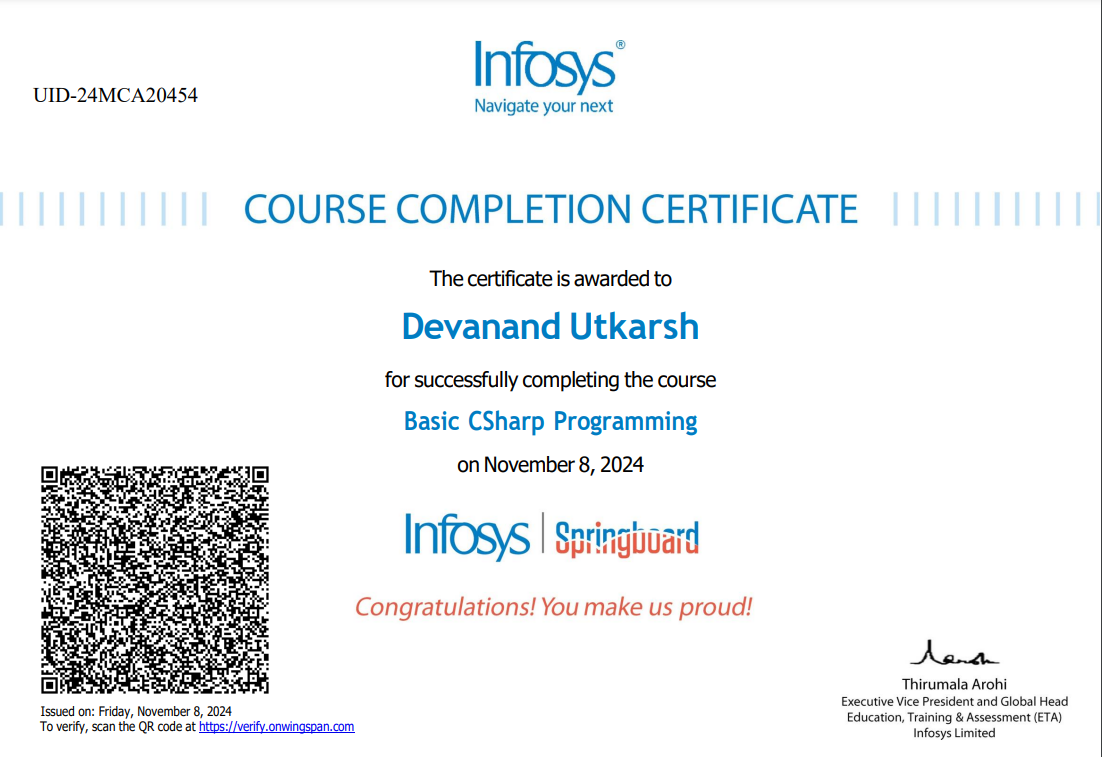 Infosys®
Navigate your next
UID-24MCA20454
COURSE COMPLETION CERTIFICATE
The certificate is awarded to
Devanand Utkarsh
for successfully completing the course
Basic CSharp Programming
on November 8, 2024
Infosys | Springboard
Congratulations! You make us proud!
Issued on: Friday, November 8, 2024
To verify, scan the QR code at https://verify.onwingspan.com
Thirumala Arohi
Executive Vice President and Global Head
Education, Training & Assessment (ETA)
Infosys Limited